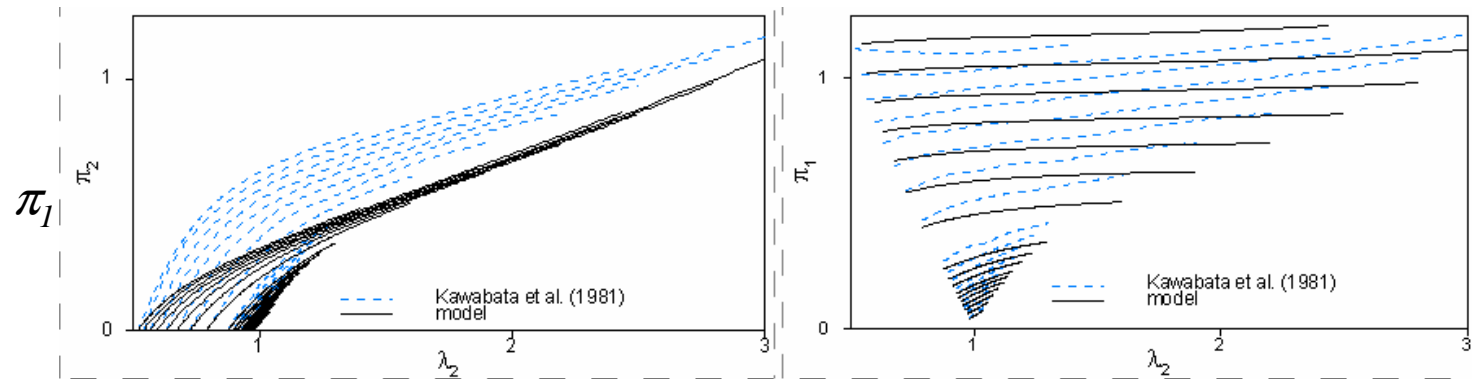 π₁
1
π₂
0
Kawabata et al. (1981)
model
1
2
3
λ₂
1
π₁
0
Kawabata et al. (1981)
model
1
2
3
λ₂